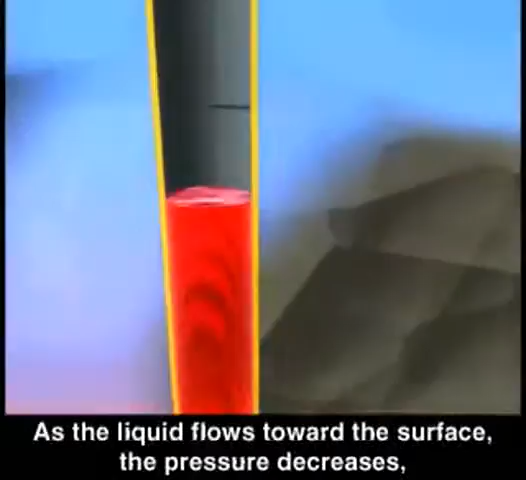 As the liquid flows toward the surface,
the pressure decreases,